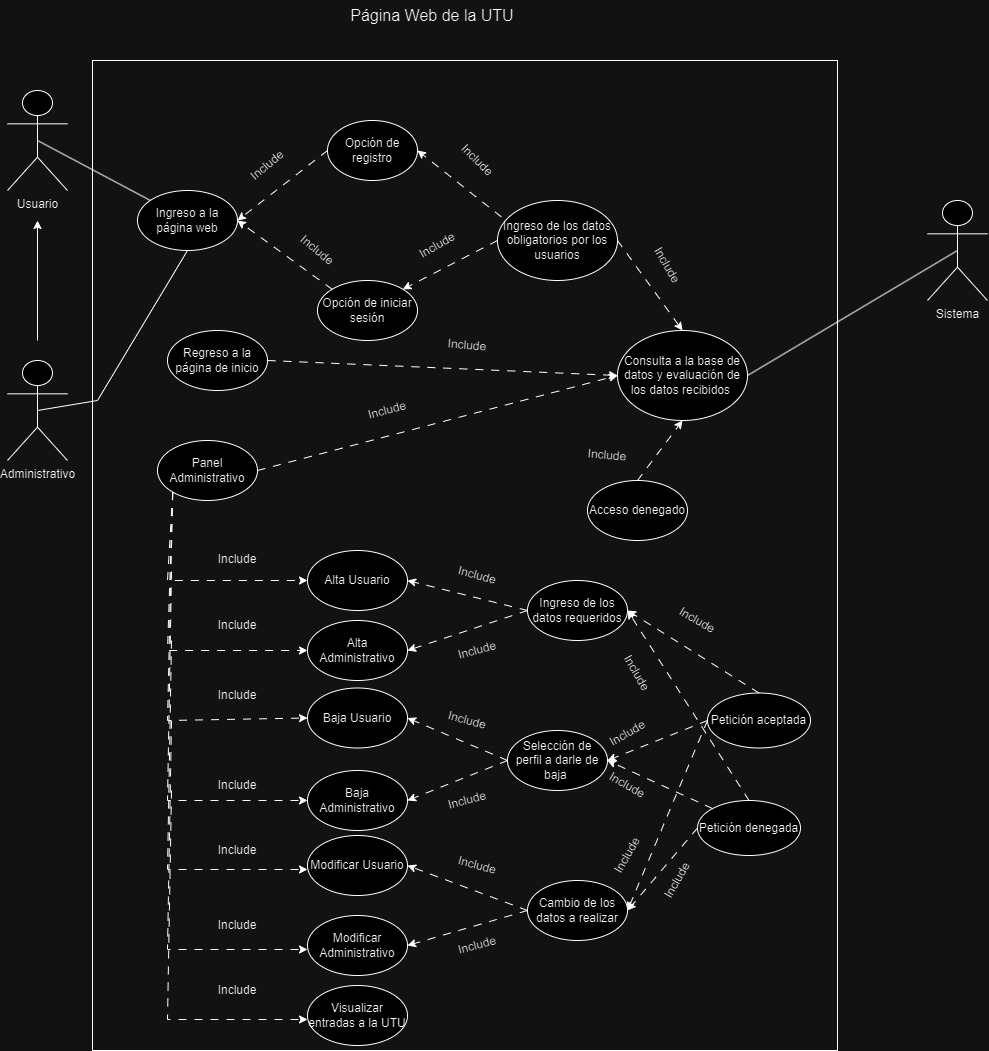 Página Web de la UTU
Usuario
Administrativo
Sistema
Ingreso a la
página web
Include
Opción de
registro
Include
Include
Opción de iniciar
sesión
Include
Ingreso de los datos
obligatorios por los
usuarios
Include
Regreso a la
página de inicio
Include
Consulta a la base de
datos y evaluación de
los datos recibidos
Include
Panel
Administrativo
Include
Acceso denegado
Include
Alta Usuario
Include
Ingreso de los
datos requeridos
Include
Include
Alta
Administrativo
Include
Include
Include
Baja Usuario
Include
Petición aceptada
Selección de
perfil a darle de
baja
Include
Include
Include
Baja
Administrativo
Include
Petición denegada
Include
Modificar Usuario
Include
Include
Include
Cambio de los
datos a realizar
Include
Modificar
Administrativo
Include
Include
Visualizar
entradas a la UTU